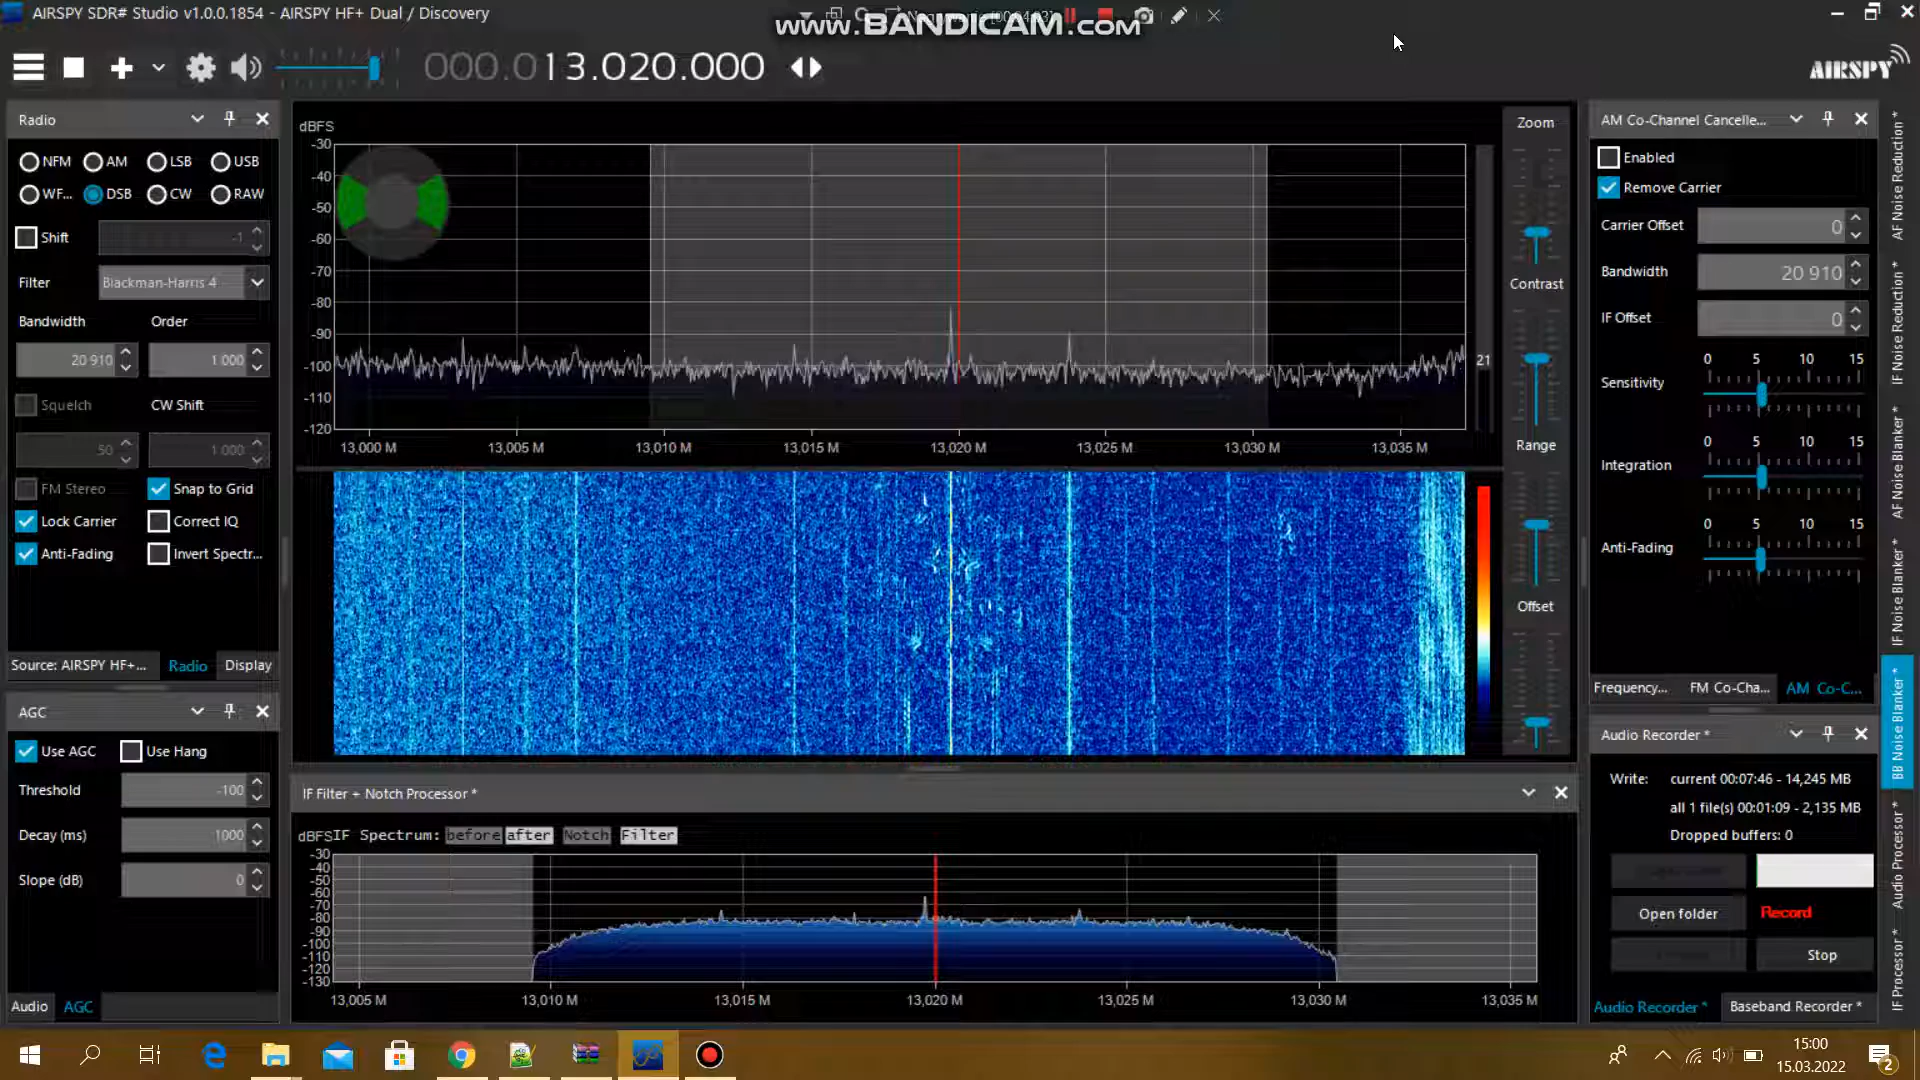 AIRSPY SDR# Studio v1.0.0.1854 - AIRSPY HF+ Dual / Discovery
www.BANDICAM.com
000.013.020.000
AIRSPY
Radio
NFM AM LSB USB
WF... DSB CW RAW
Shift -1
Filter Blackman-Harris 4
Bandwidth Order
20 910 1 000
Squelch CW Shift
50 1 000
FM Stereo Snap to Grid
Lock Carrier Correct IQ
Anti-Fading Invert Spectr...
Source: AIRSPY HF+... Radio Display
AGC
Use AGC Use Hang
Threshold -100
Decay (ms) 1000
Slope (dB) 0
Audio AGC
dBFS
-30
-40
-50
-60
-70
-80
-90
-100
-110
-120
13,000 M 13,005 M 13,010 M 13,015 M 13,020 M 13,025 M 13,030 M 13,035 M
21
Zoom
Contrast
Range
Offset
IF Filter + Notch Processor *
dBFS IF Spectrum: before after Notch Filter
-30
-40
-50
-60
-70
-80
-90
-100
-110
-120
-130
13,005 M 13,010 M 13,015 M 13,020 M 13,025 M 13,030 M 13,035 M
AM Co-Channel Cancelle...
Enabled
Remove Carrier
Carrier Offset 0
Bandwidth 20 910
IF Offset 0
0 5 10 15
Sensitivity
0 5 10 15
Integration
0 5 10 15
Anti-Fading
Frequency... FM Co-Cha... AM Co-C...
Audio Recorder *
Write: current 00:07:46 - 14,245 MB
all 1 file(s) 00:01:09 - 2,135 MB
Dropped buffers: 0
Open folder Record
Stop
Audio Recorder * Baseband Recorder *
AF Noise Reduction *
IF Noise Reduction *
AF Noise Blanker *
IF Noise Blanker *
BB Noise Blanker *
Audio Processor *
IF Processor *
15:00
15.03.2022
2